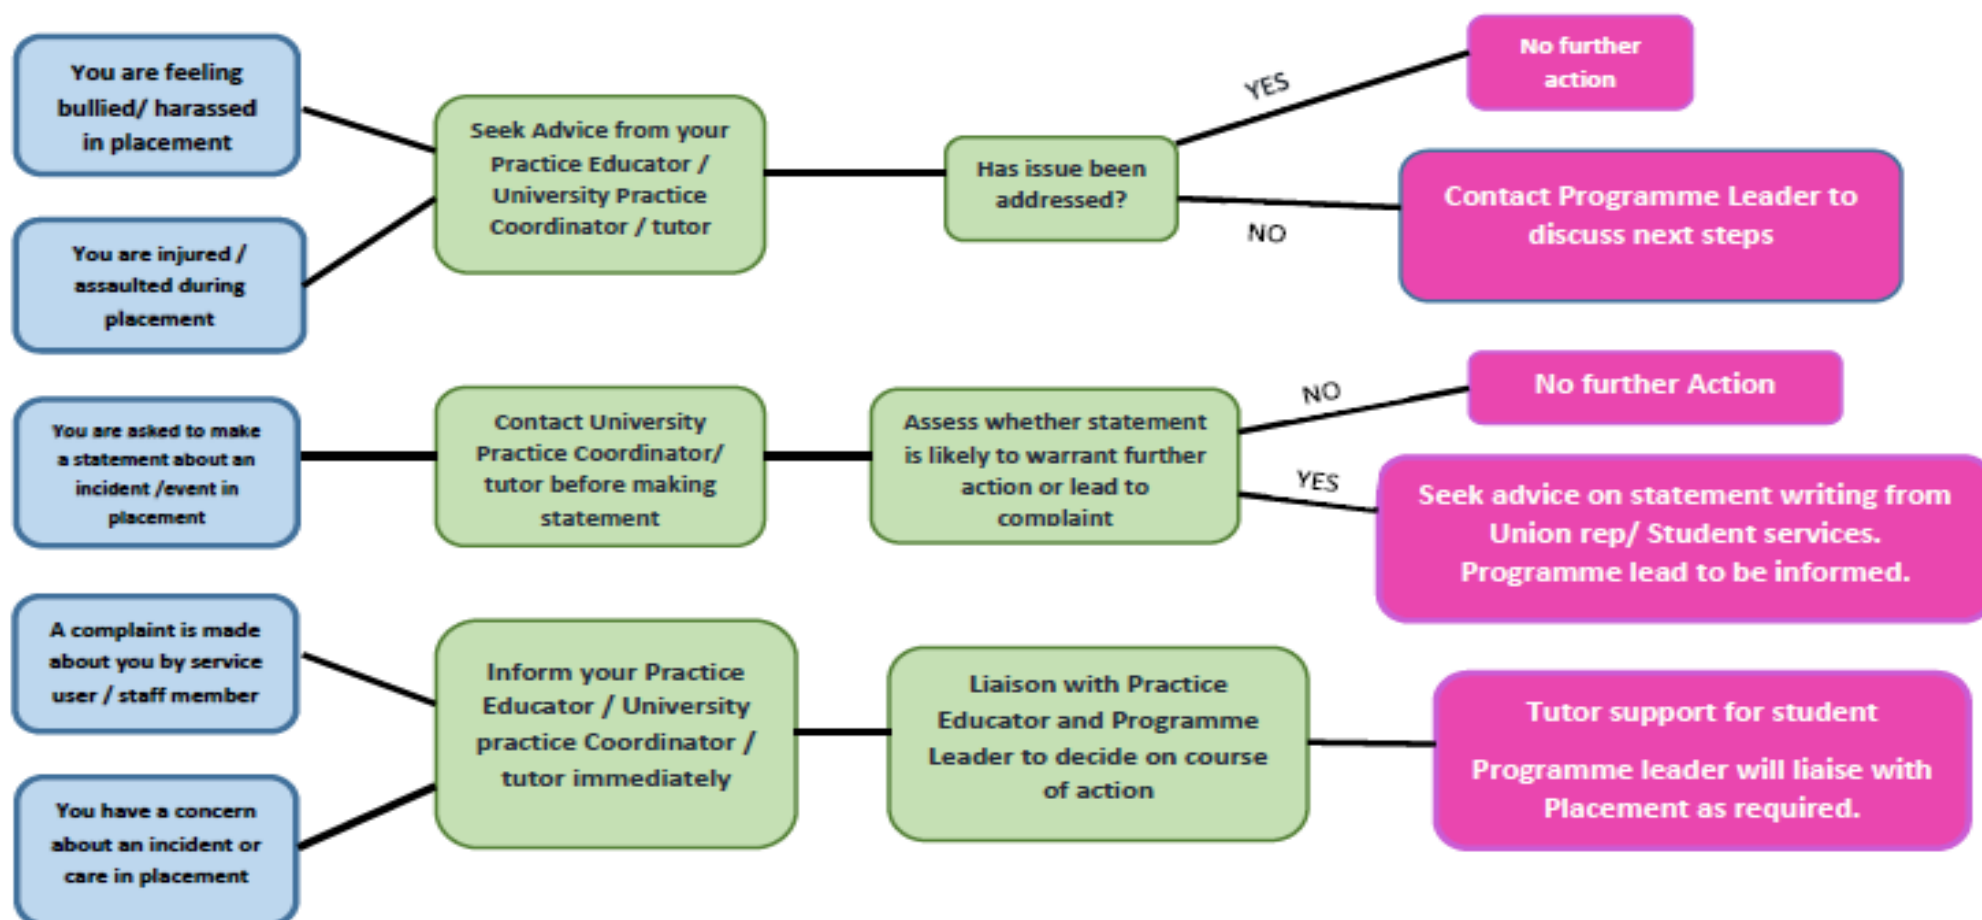 You are feeling
bullied/ harassed
in placement
You are injured /
assaulted during
placement
Seek Advice from your
Practice Educator /
University Practice
Coordinator / tutor
Has issue been
addressed?
YES
No further
action
NO
Contact Programme Leader to
discuss next steps
You are asked to make
a statement about an
incident /event in
placement
Contact University
Practice Coordinator/
tutor before making
statement
Assess whether statement
is likely to warrant further
action or lead to
complaint
NO
No further Action
YES
Seek advice on statement writing from
Union rep/ Student services.
Programme lead to be informed.
A complaint is made
about you by service
user / staff member
You have a concern
about an incident or
care in placement
Inform your Practice
Educator / University
practice Coordinator /
tutor immediately
Liaison with Practice
Educator and Programme
Leader to decide on course
of action
Tutor support for student
Programme leader will liaise with
Placement as required.